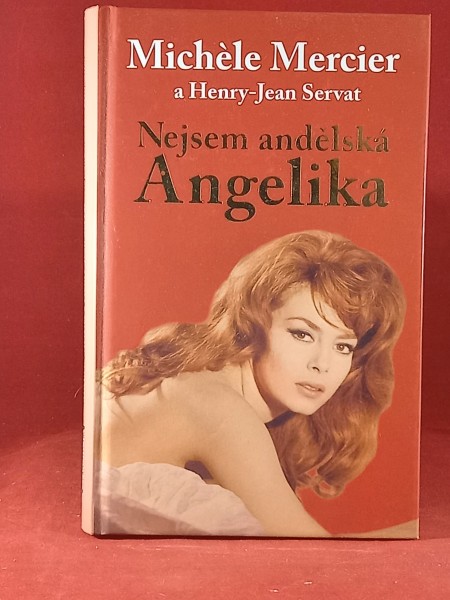 Michèle Mercier
a Henry-Jean Servat
Nejsem andělská
Angelika